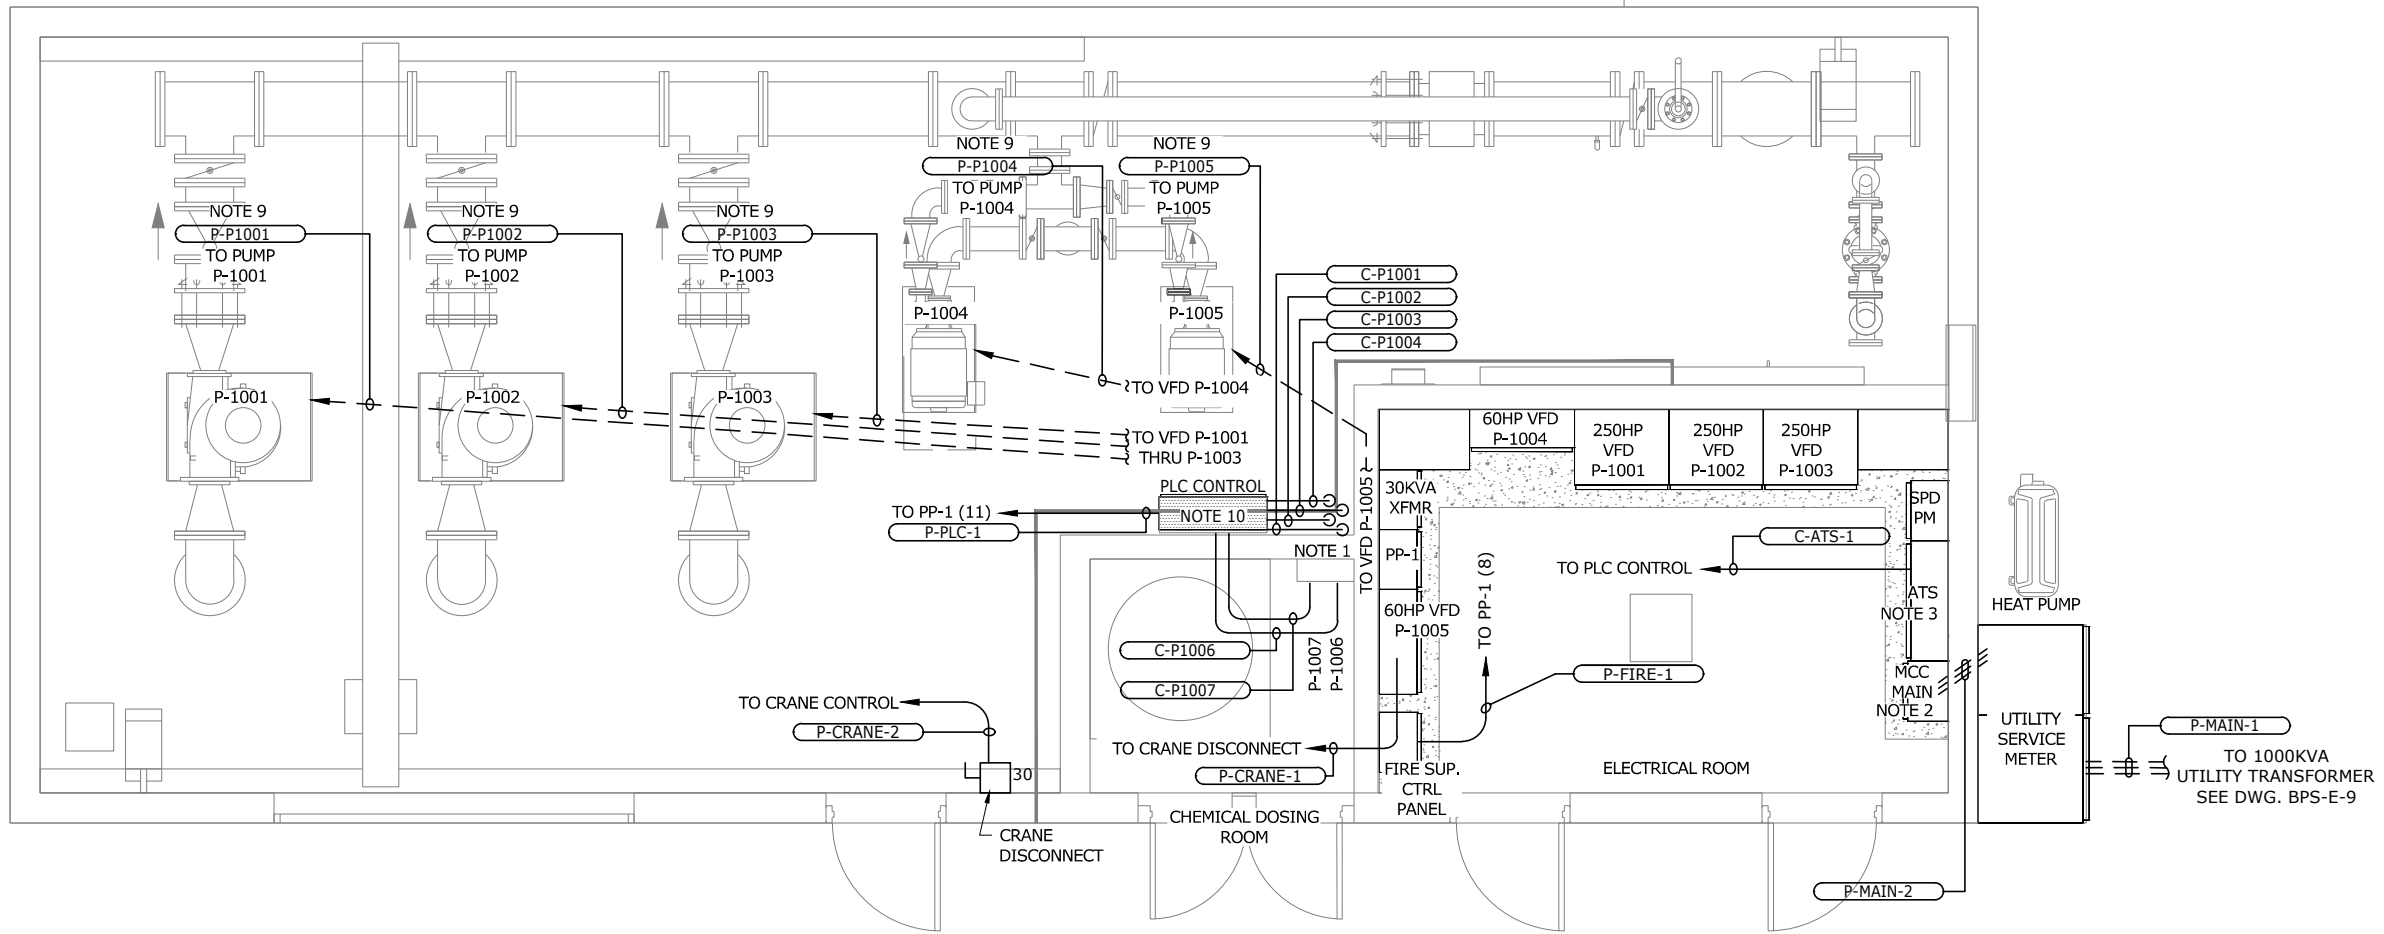 NOTE 9
P-P1004
TO PUMP
P-1004
NOTE 9
P-P1005
TO PUMP
P-1005
NOTE 9
P-P1001
TO PUMP
P-1001
NOTE 9
P-P1002
TO PUMP
P-1002
NOTE 9
P-P1003
TO PUMP
P-1003
C-P1001
C-P1002
C-P1003
C-P1004
P-1004
P-1005
P-1001
P-1002
P-1003
TO VFD P-1004
TO VFD P-1001
THRU P-1003
TO VFD P-1005
60HP VFD
P-1004
250HP
VFD
P-1001
250HP
VFD
P-1002
250HP
VFD
P-1003
PLC CONTROL
NOTE 10
TO PP-1 (11)
P-PLC-1
NOTE 1
30KVA
XFMR
PP-1
60HP VFD
P-1005
SPD
PM
C-ATS-1
TO PLC CONTROL
TO PP-1 (8)
ATS
NOTE 3
HEAT PUMP
C-P1006
C-P1007
P-1007
P-1006
P-FIRE-1
MCC
MAIN
NOTE 2
UTILITY
SERVICE
METER
P-MAIN-1
TO 1000KVA
UTILITY TRANSFORMER
SEE DWG. BPS-E-9
TO CRANE CONTROL
P-CRANE-2
TO CRANE DISCONNECT
P-CRANE-1
30
FIRE SUP.
CTRL
PANEL
ELECTRICAL ROOM
CHEMICAL DOSING
ROOM
CRANE
DISCONNECT
P-MAIN-2